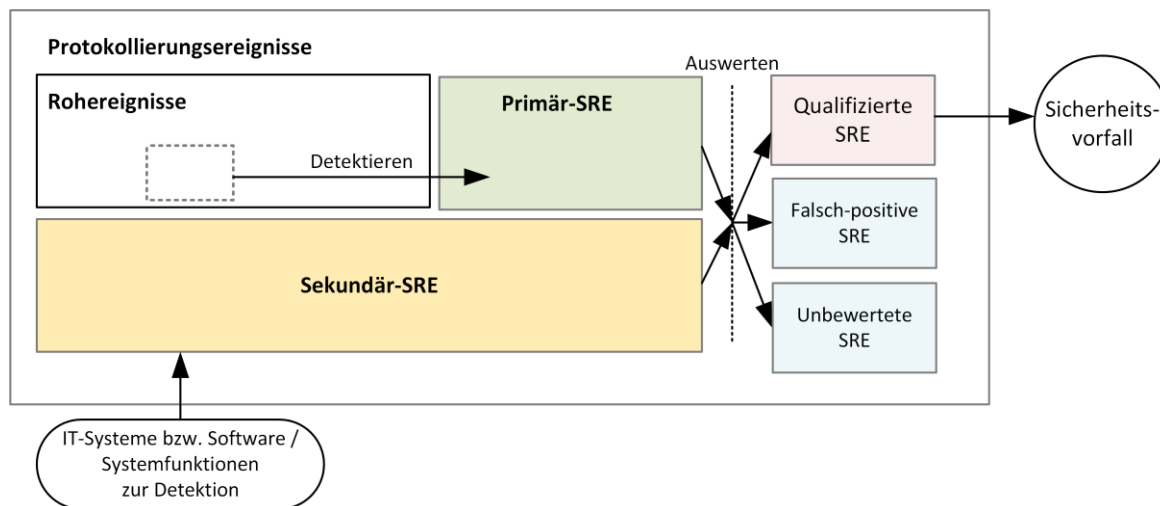 Protokollierungsereignisse
Rohereignisse
Detektieren
Primär-SRE
Sekundär-SRE
Auswerten
Qualifizierte
SRE
Falsch-positive
SRE
Unbewertete
SRE
Sicherheits-
vorfall
IT-Systeme bzw. Software /
Systemfunktionen
zur Detektion